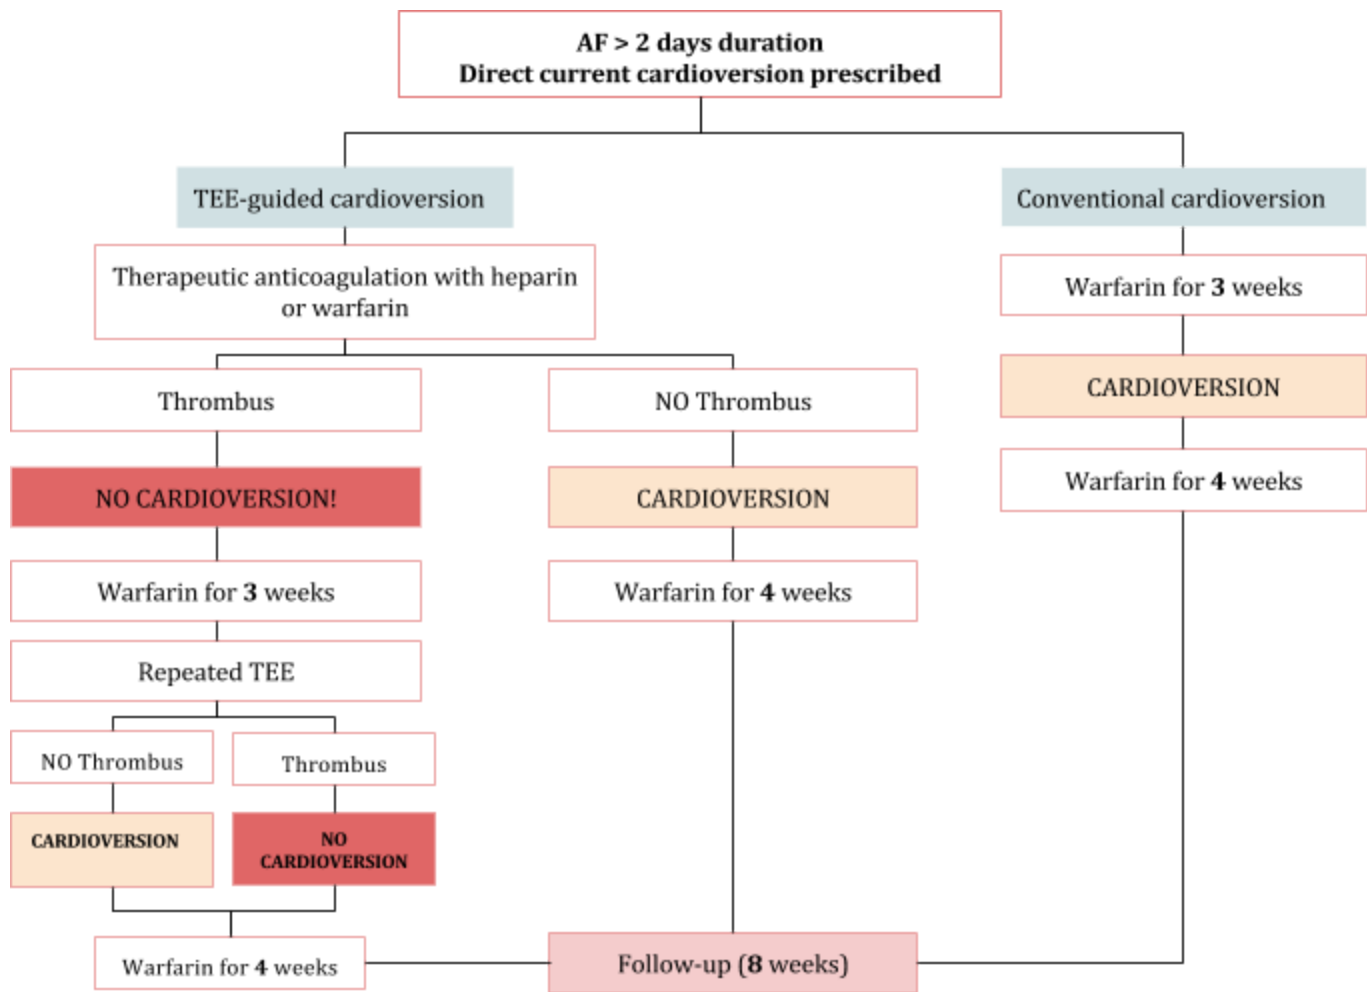 AF > 2 days duration
Direct current cardioversion prescribed
TEE-guided cardioversion
Conventional cardioversion
Therapeutic anticoagulation with heparin
or warfarin
Warfarin for 3 weeks
Thrombus
NO Thrombus
CARDIOVERSION
NO CARDIOVERSION!
CARDIOVERSION
Warfarin for 4 weeks
Warfarin for 3 weeks
Warfarin for 4 weeks
Repeated TEE
NO Thrombus
Thrombus
CARDIOVERSION
NO
CARDIOVERSION
Warfarin for 4 weeks
Follow-up (8 weeks)